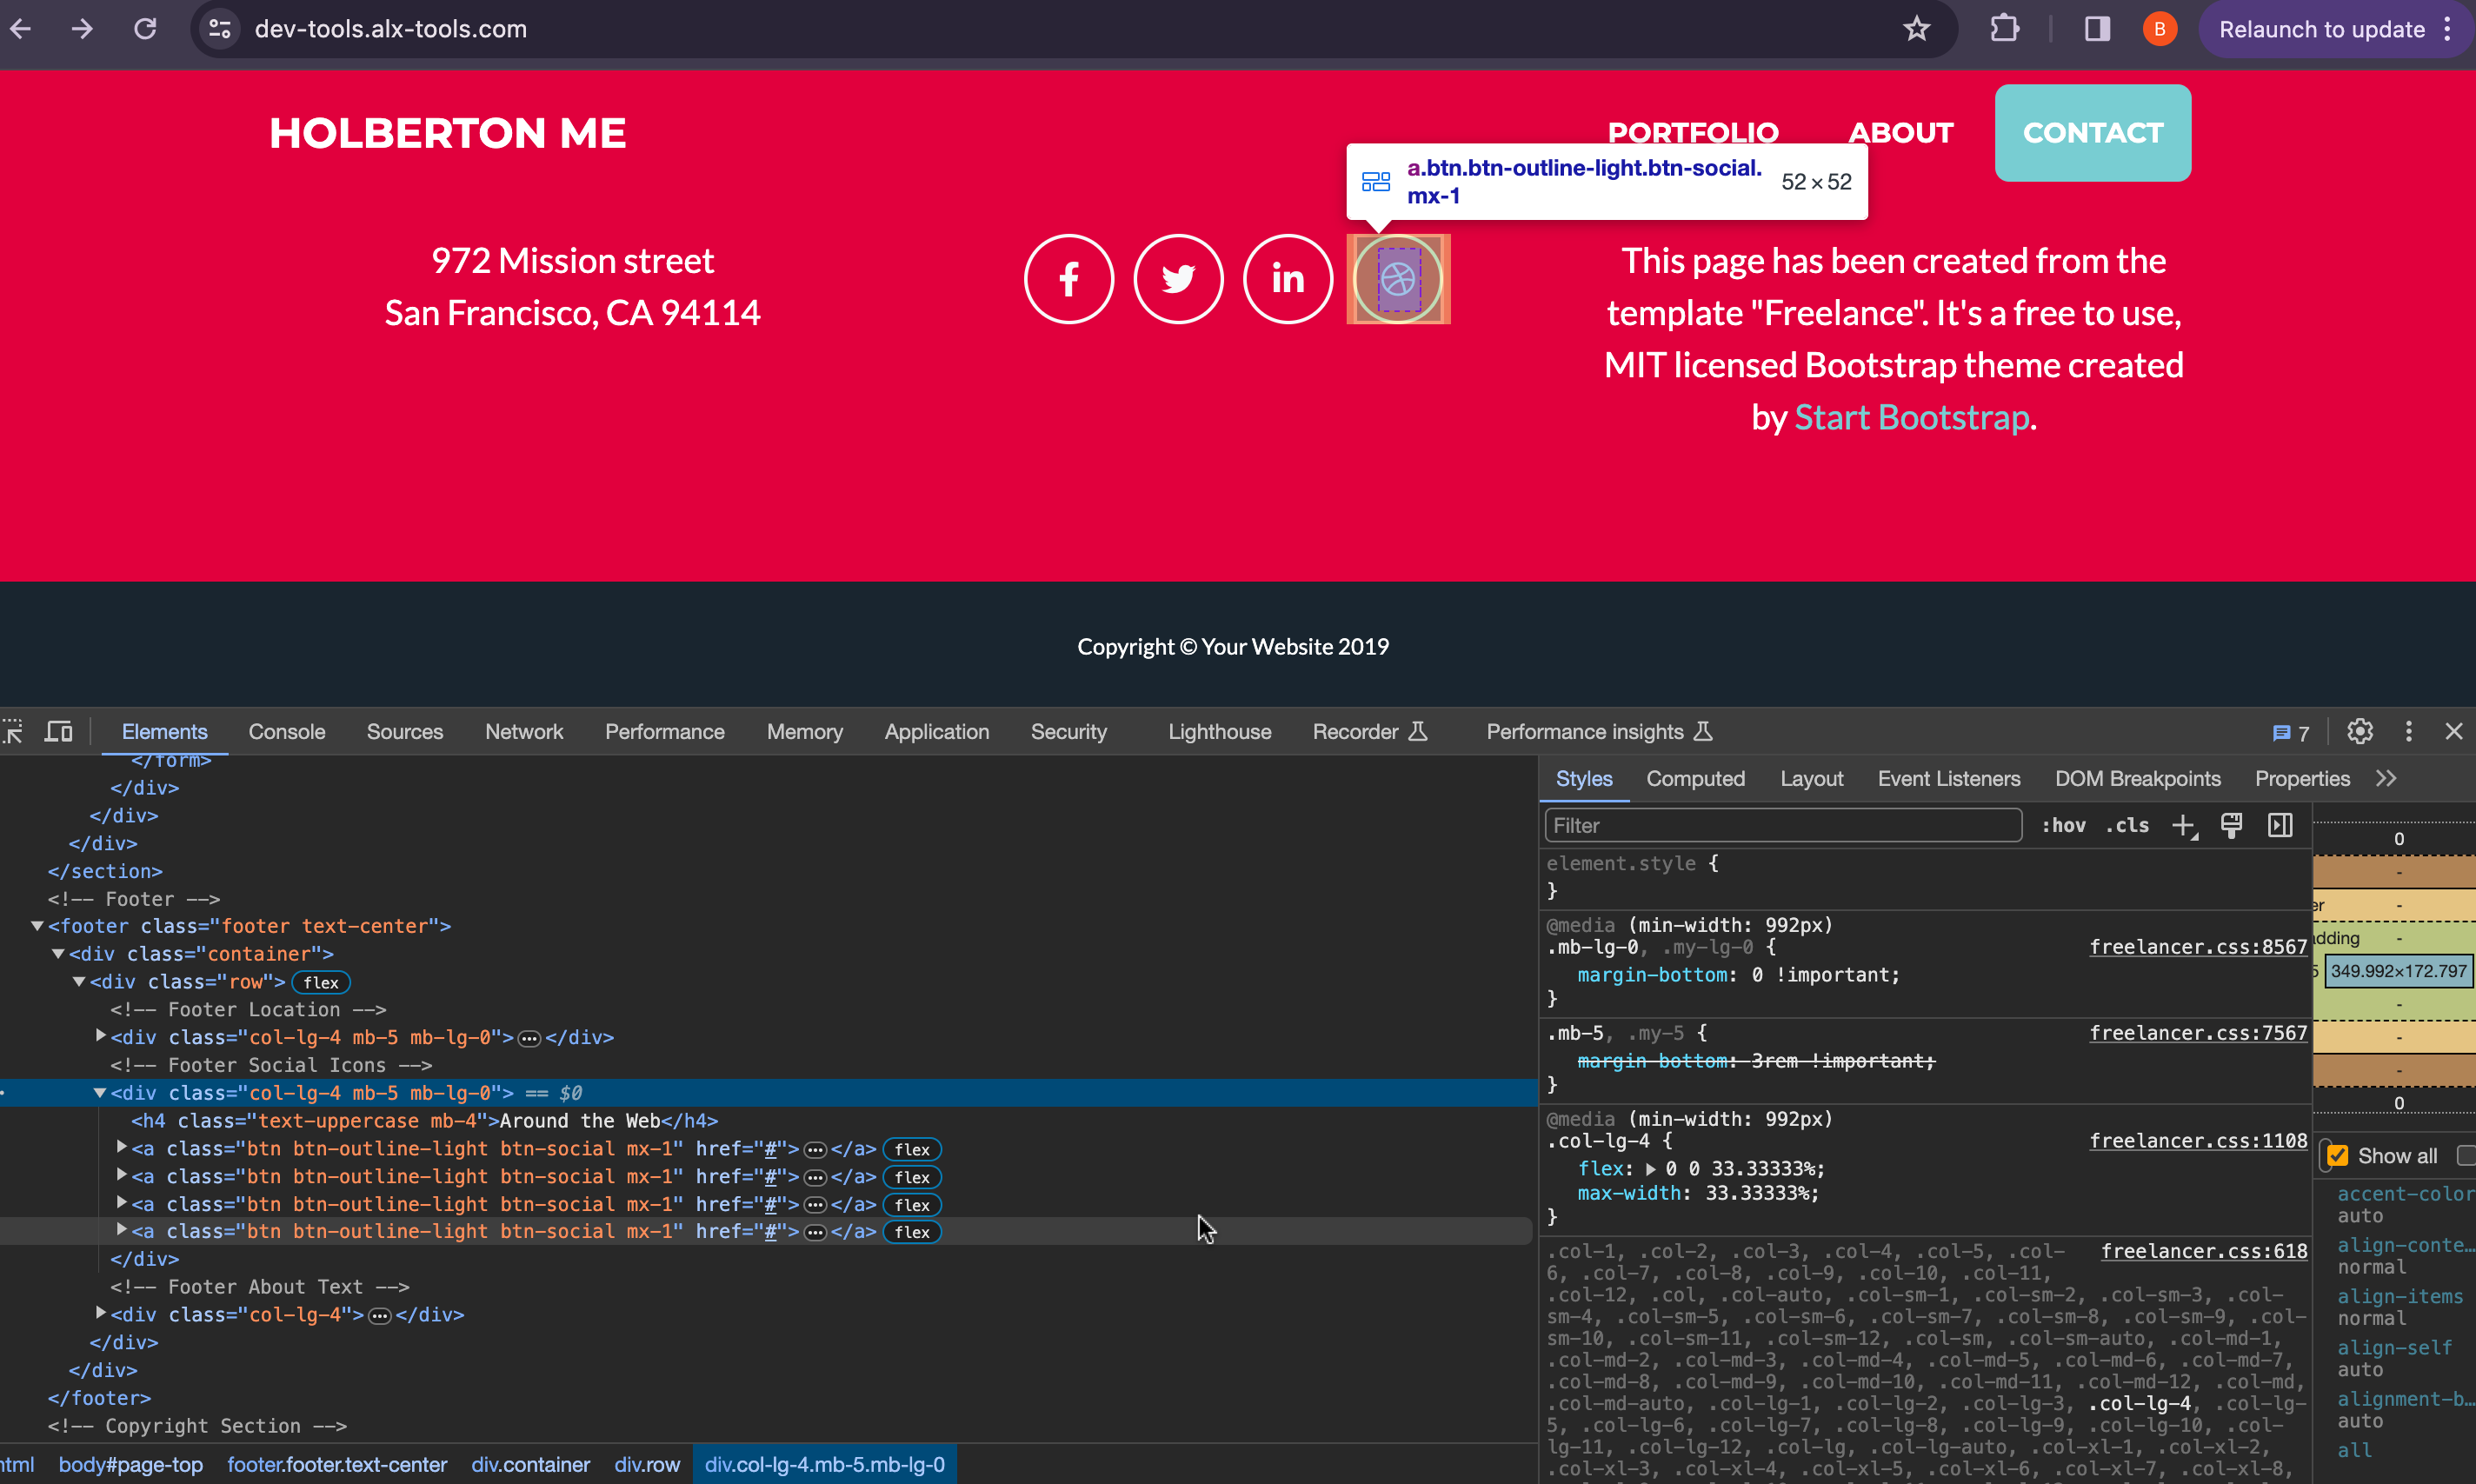 dev-tools.alx-tools.com
B
Relaunch to update
HOLBERTON ME
PORTFOLIO
ABOUT
CONTACT
a.btn.btn-outline-light.btn-social.
mx-1
52 × 52
972 Mission street
San Francisco, CA 94114
This page has been created from the
template "Freelance". It's a free to use,
MIT licensed Bootstrap theme created
by Start Bootstrap.
Copyright © Your Website 2019
Elements Console Sources Network Performance Memory Application Security Lighthouse Recorder Performance insights 7
</form>
</div>
</div>
</div>
</section>
<!-- Footer -->
<footer class="footer text-center">
<div class="container">
<div class="row"> flex
<!-- Footer Location -->
<div class="col-lg-4 mb-5 mb-lg-0">…</div>
<!-- Footer Social Icons -->
<div class="col-lg-4 mb-5 mb-lg-0"> == $0
<h4 class="text-uppercase mb-4">Around the Web</h4>
<a class="btn btn-outline-light btn-social mx-1" href="#">…</a> flex
<a class="btn btn-outline-light btn-social mx-1" href="#">…</a> flex
<a class="btn btn-outline-light btn-social mx-1" href="#">…</a> flex
<a class="btn btn-outline-light btn-social mx-1" href="#">…</a> flex
</div>
<!-- Footer About Text -->
<div class="col-lg-4">…</div>
</div>
</div>
</footer>
<!-- Copyright Section -->
html body#page-top footer.footer.text-center div.container div.row div.col-lg-4.mb-5.mb-lg-0
Styles Computed Layout Event Listeners DOM Breakpoints Properties
Filter :hov .cls
element.style {
}
@media (min-width: 992px)
.mb-lg-0, .my-lg-0 { freelancer.css:8567
margin-bottom: 0 !important;
}
.mb-5, .my-5 { freelancer.css:7567
margin-bottom: 3rem !important;
}
@media (min-width: 992px)
.col-lg-4 { freelancer.css:1108
flex: 0 0 33.33333%;
max-width: 33.33333%;
}
.col-1, .col-2, .col-3, .col-4, .col-5, .col- freelancer.css:618
6, .col-7, .col-8, .col-9, .col-10, .col-11,
.col-12, .col, .col-auto, .col-sm-1, .col-sm-2, .col-sm-3, .col-
sm-4, .col-sm-5, .col-sm-6, .col-sm-7, .col-sm-8, .col-sm-9, .col-
sm-10, .col-sm-11, .col-sm-12, .col-sm, .col-sm-auto, .col-md-1,
.col-md-2, .col-md-3, .col-md-4, .col-md-5, .col-md-6, .col-md-7,
.col-md-8, .col-md-9, .col-md-10, .col-md-11, .col-md-12, .col-md,
.col-md-auto, .col-lg-1, .col-lg-2, .col-lg-3, .col-lg-4, .col-lg-
5, .col-lg-6, .col-lg-7, .col-lg-8, .col-lg-9, .col-lg-10, .col-
lg-11, .col-lg-12, .col-lg, .col-lg-auto, .col-xl-1, .col-xl-2,
.col-xl-3, .col-xl-4, .col-xl-5, .col-xl-6, .col-xl-7, .col-xl-8,
0
-
er -
adding -
5 349.992×172.797
-
-
-
0
Show all
accent-color
auto
align-conte…
normal
align-items
normal
align-self
auto
alignment-b…
auto
all